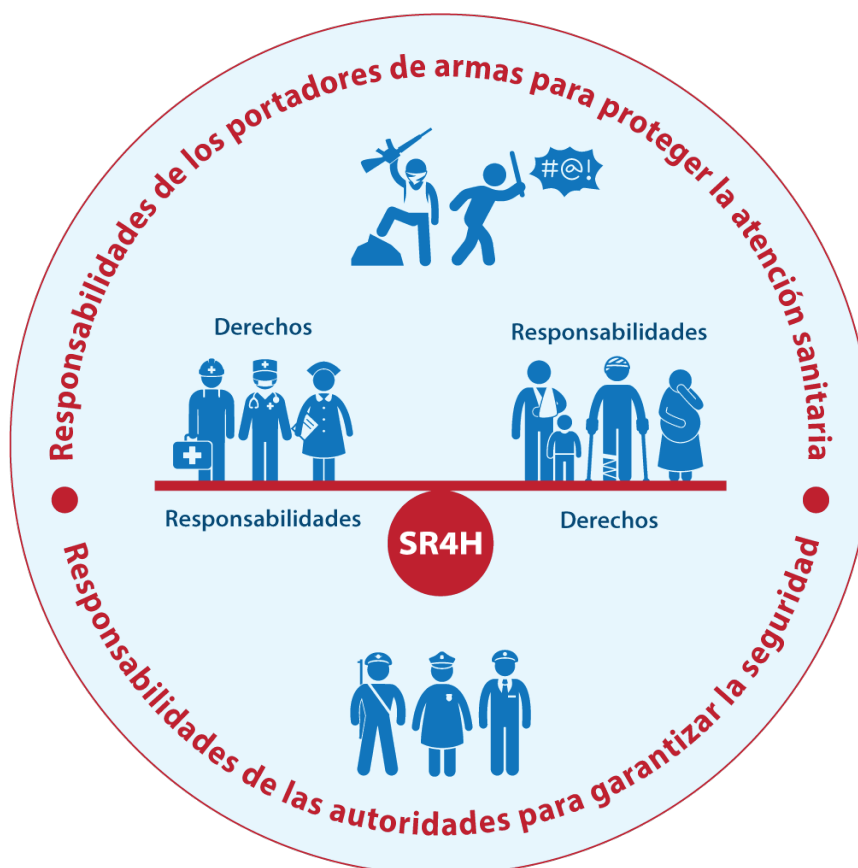 Responsabilidades de los portadores de armas para proteger la atención sanitaria
#@!
Derechos
Responsabilidades
Responsabilidades
Derechos
SR4H
Responsabilidades de las autoridades para garantizar la seguridad